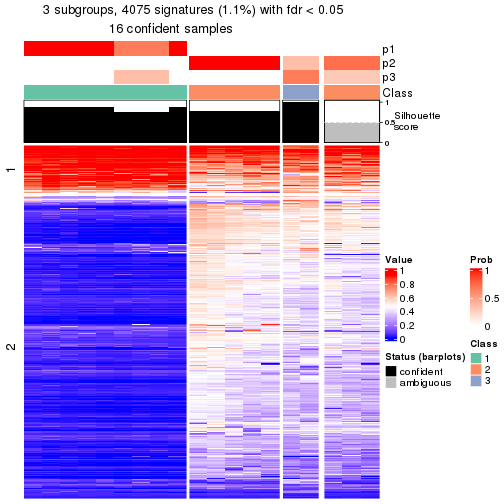 3 subgroups, 4075 signatures (1.1%) with fdr < 0.05
16 confident samples
p1
p2
p3
Class
1
0.5
0
Silhouette
score
1
2
Value
1
0.8
0.6
0.4
0.2
0
Prob
1
0.5
0
Status (barplots)
confident
ambiguous
Class
1
2
3